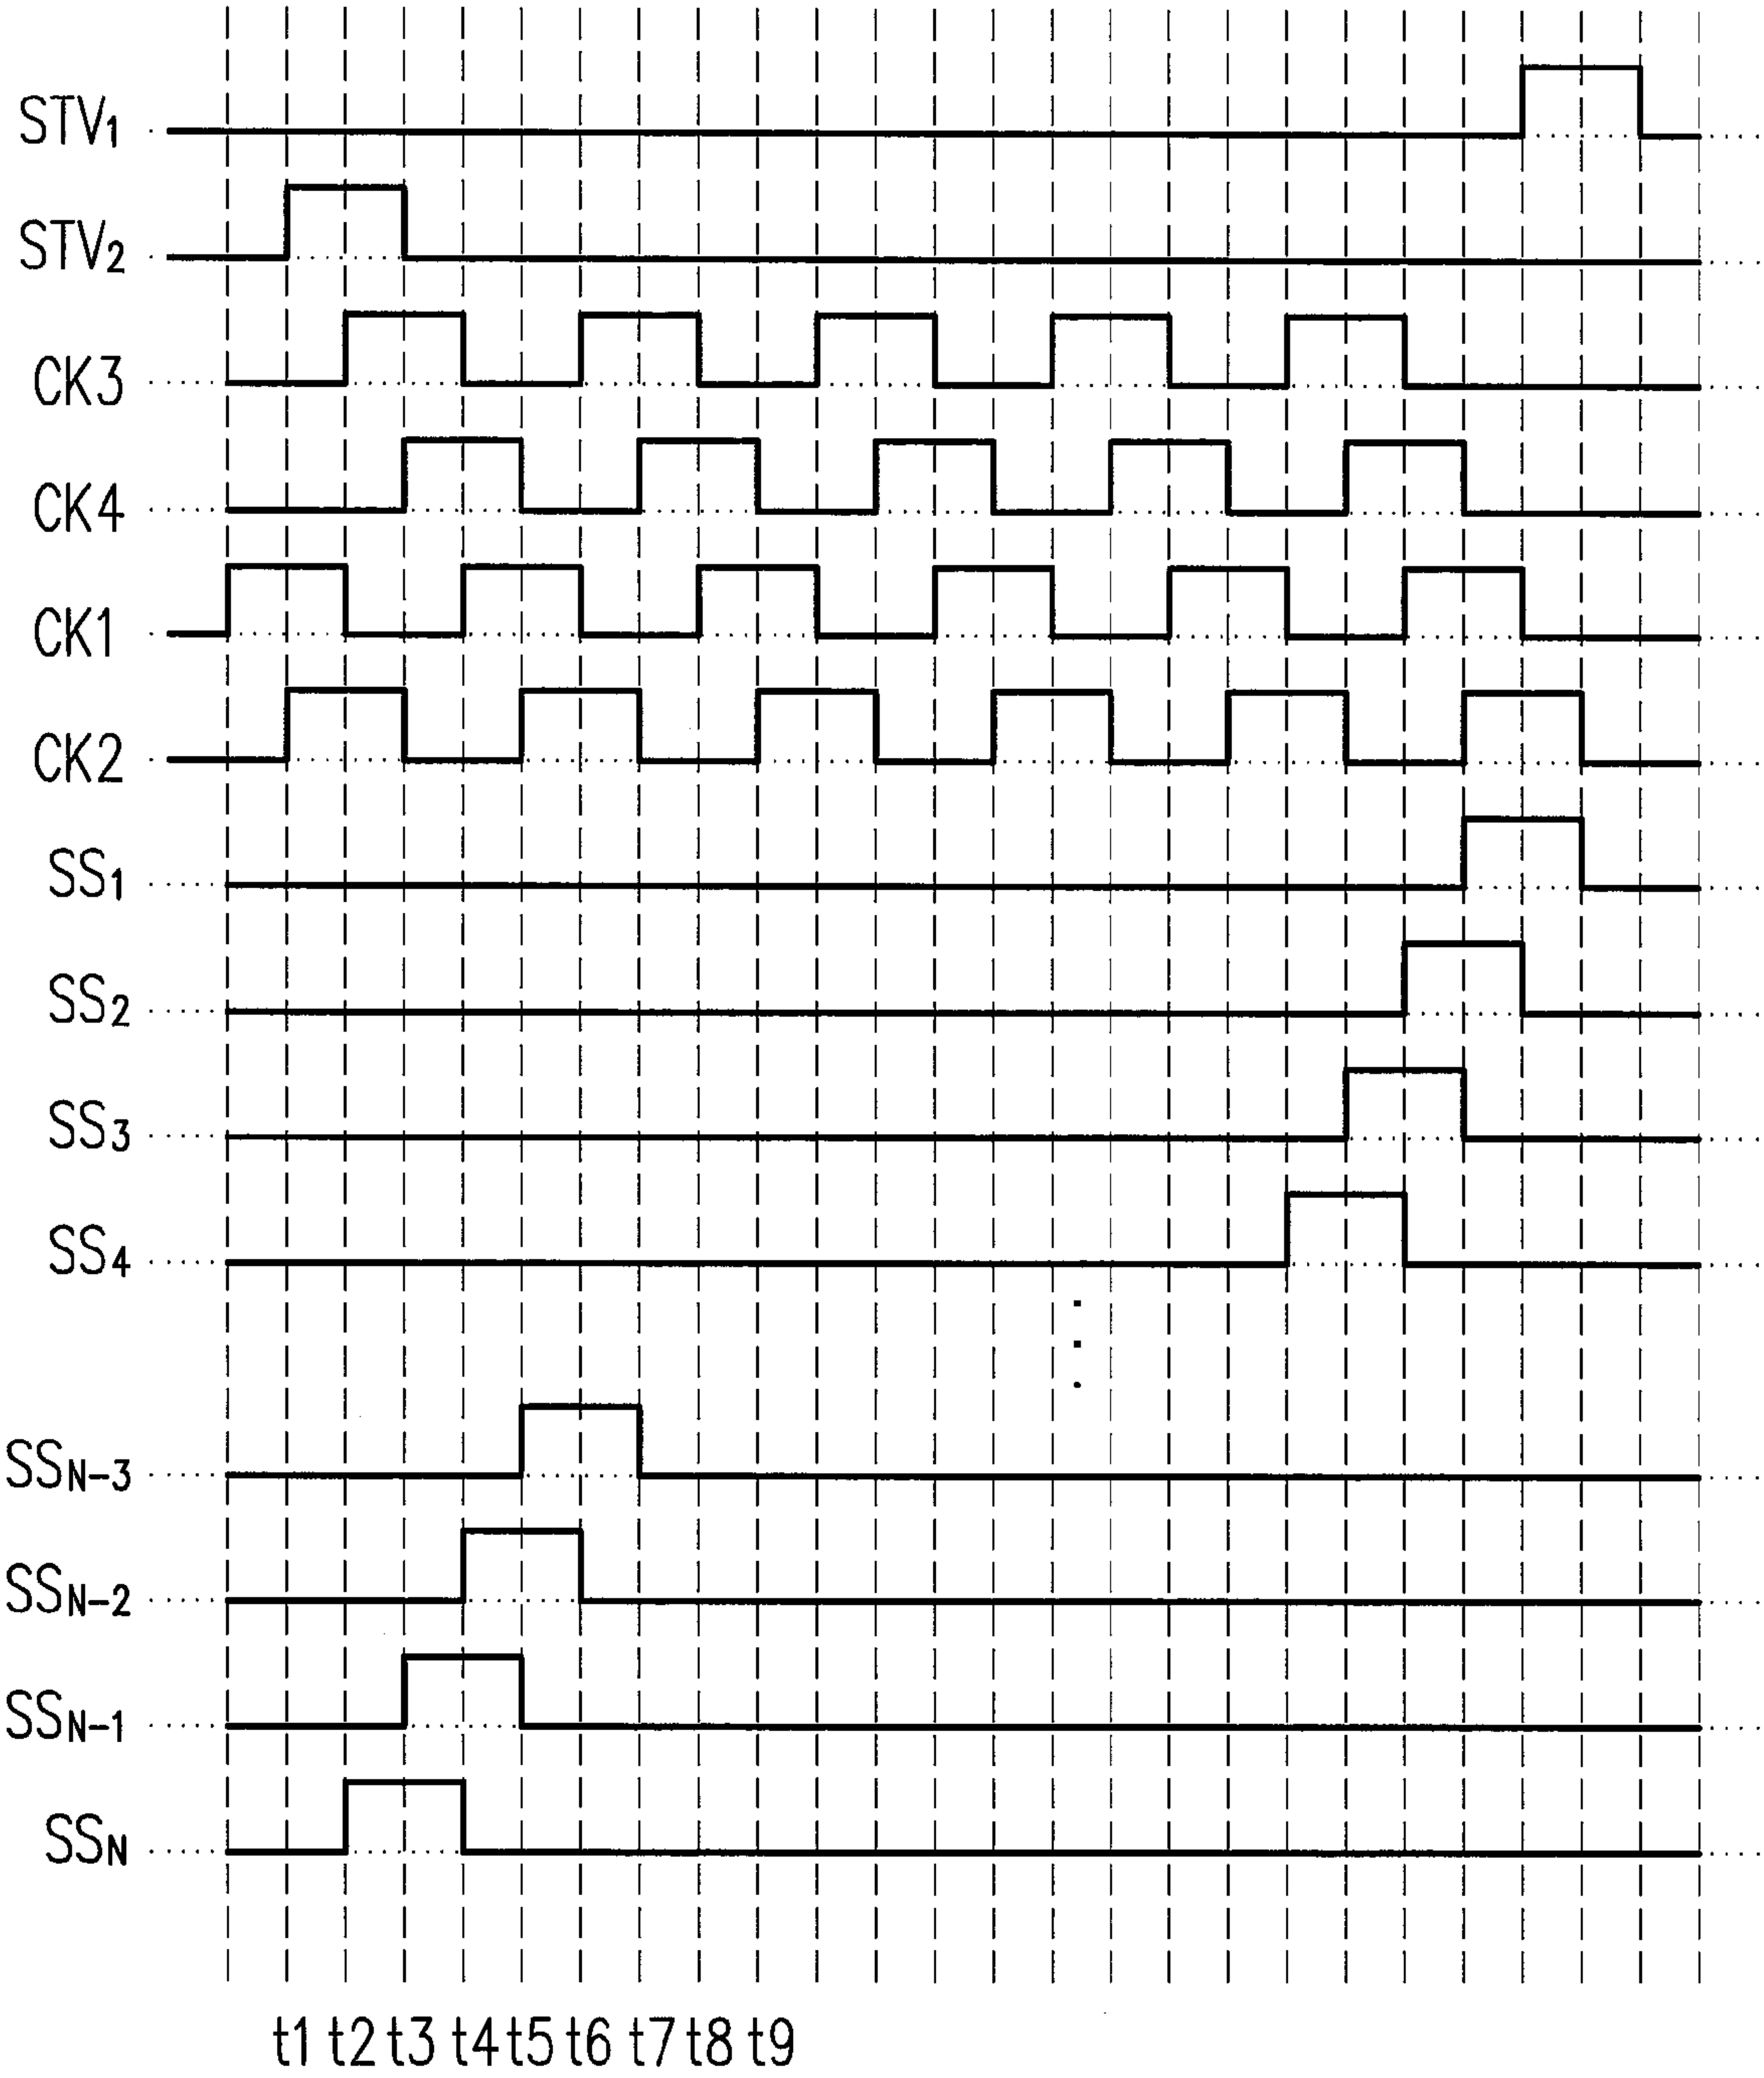 STV1
STV2
CK3
CK4
CK1
CK2
SS1
SS2
SS3
SS4
SSN-3
SSN-2
SSN-1
SSN
t1 t2 t3 t4 t5 t6 t7 t8 t9